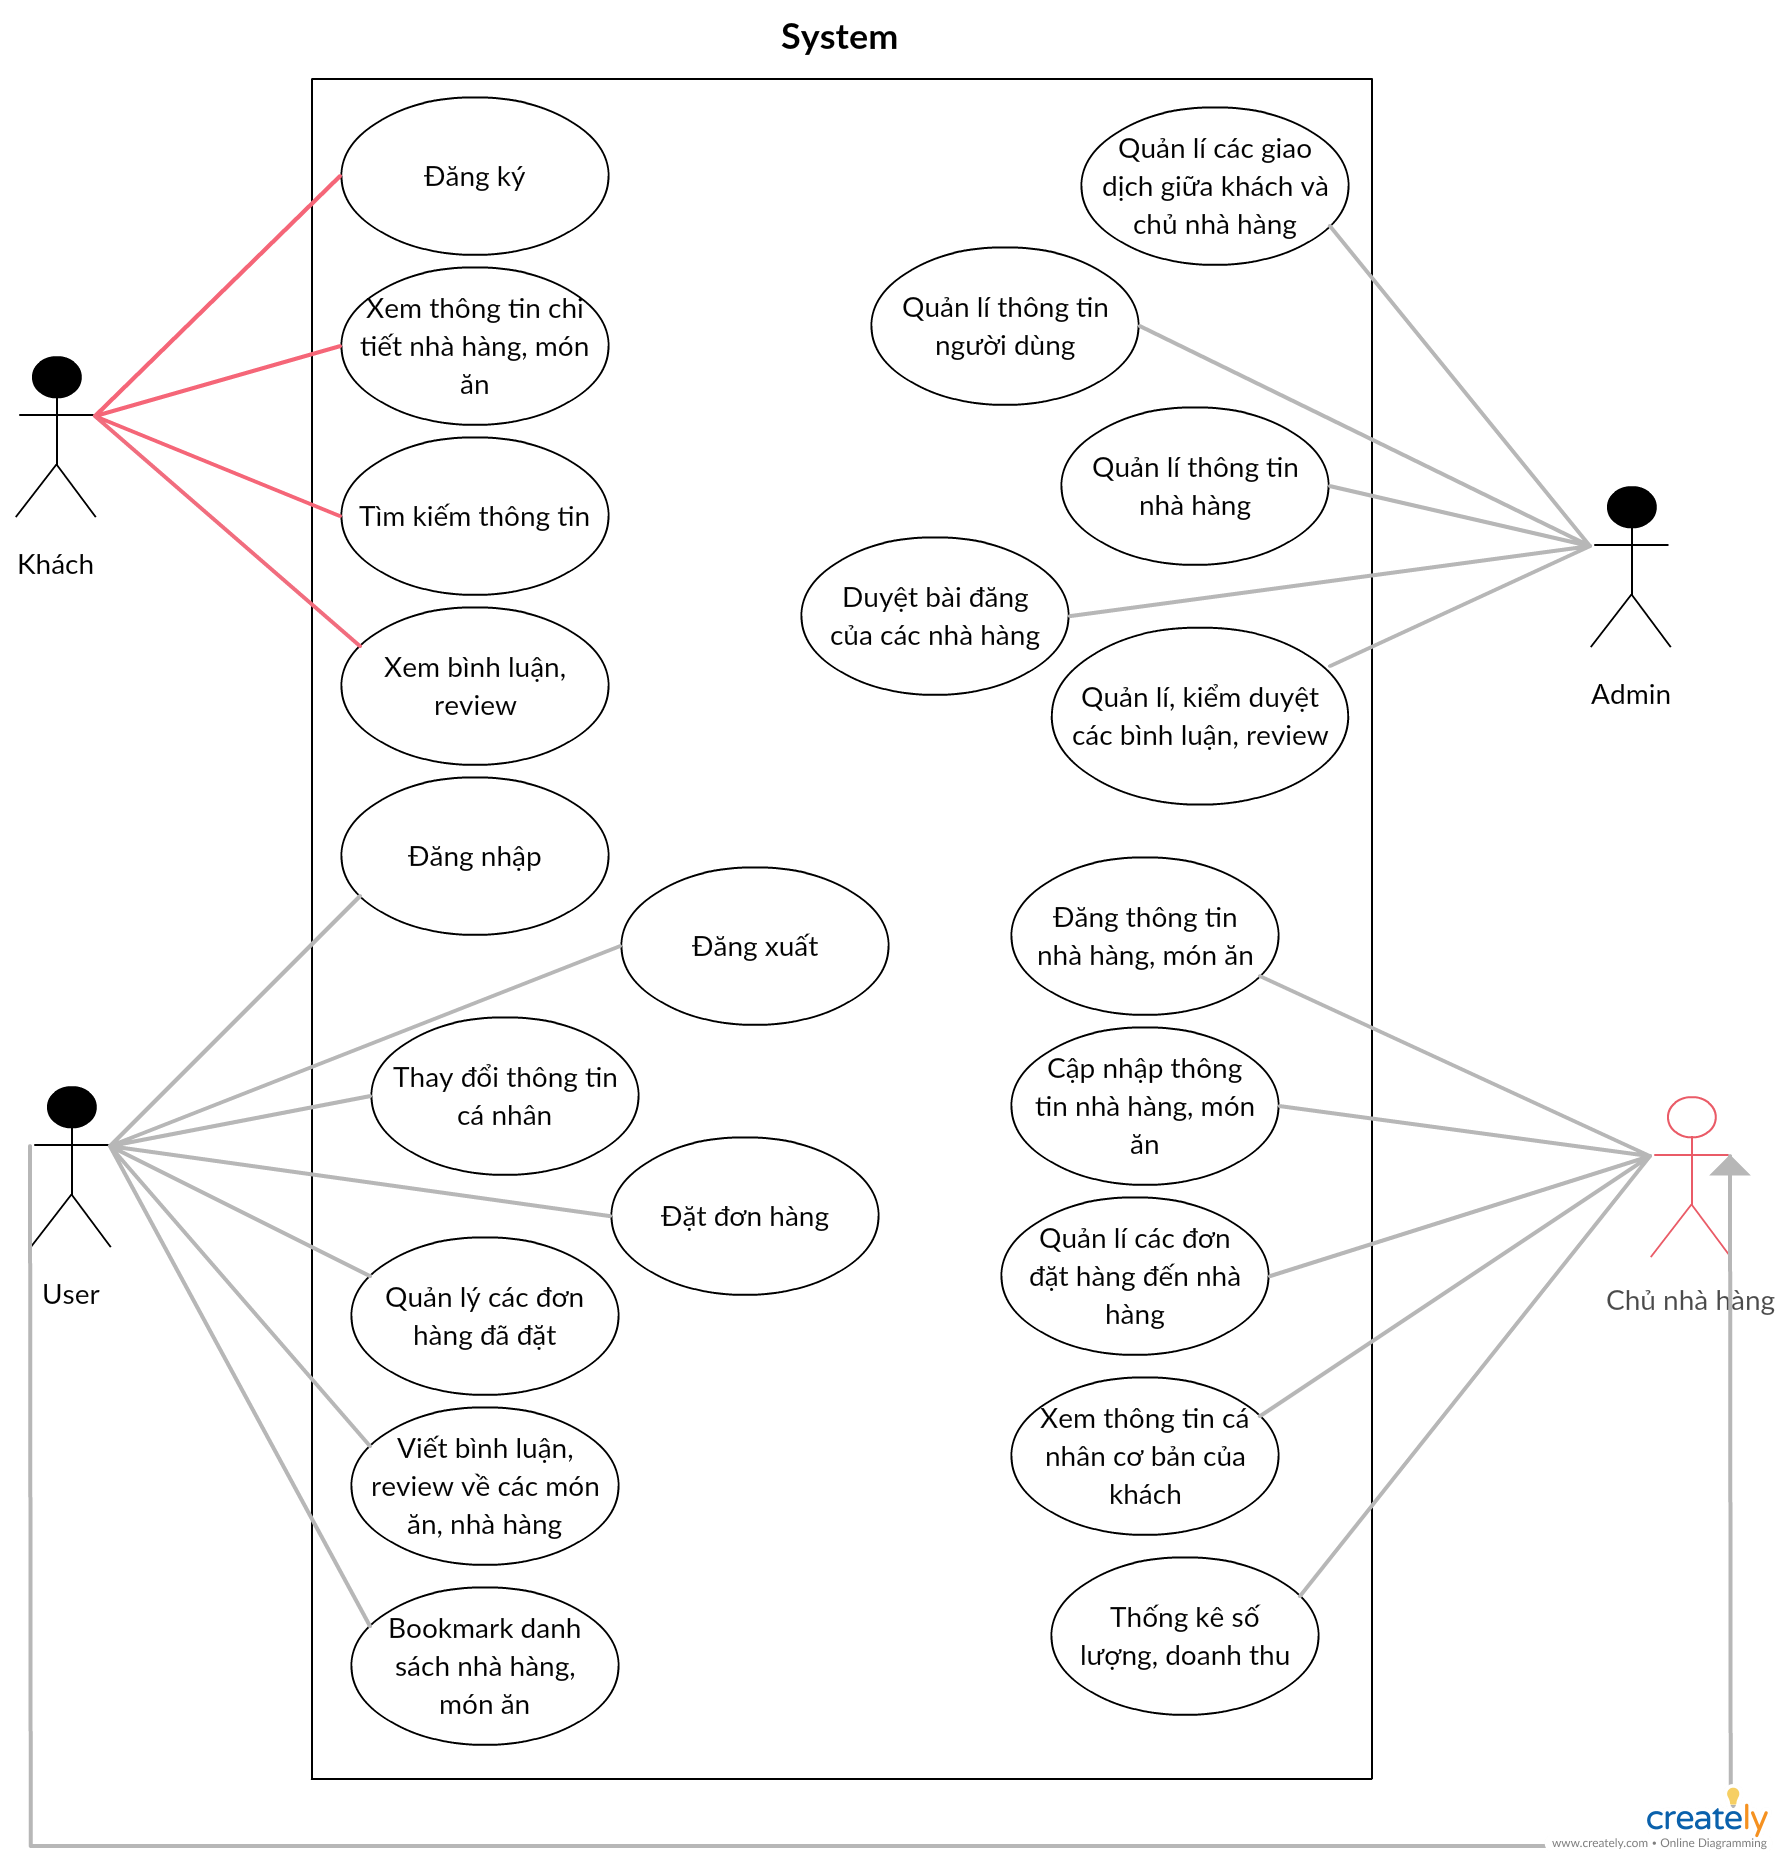 System
Đăng ký
Xem thông tin chi
tiết nhà hàng, món
ăn
Tìm kiếm thông tin
Xem bình luận,
review
Khách
Quản lí các giao
dịch giữa khách và
chủ nhà hàng
Quản lí thông tin
người dùng
Quản lí thông tin
nhà hàng
Duyệt bài đăng
của các nhà hàng
Quản lí, kiểm duyệt
các bình luận, review
Admin
Đăng nhập
Đăng xuất
Thay đổi thông tin
cá nhân
Đặt đơn hàng
Quản lý các đơn
hàng đã đặt
Viết bình luận,
review về các món
ăn, nhà hàng
Bookmark danh
sách nhà hàng,
món ăn
User
Đăng thông tin
nhà hàng, món ăn
Cập nhập thông
tin nhà hàng, món
ăn
Quản lí các đơn
đặt hàng đến nhà
hàng
Xem thông tin cá
nhân cơ bản của
khách
Thống kê số
lượng, doanh thu
Chủ nhà hàng
creately
www.creately.com • Online Diagramming